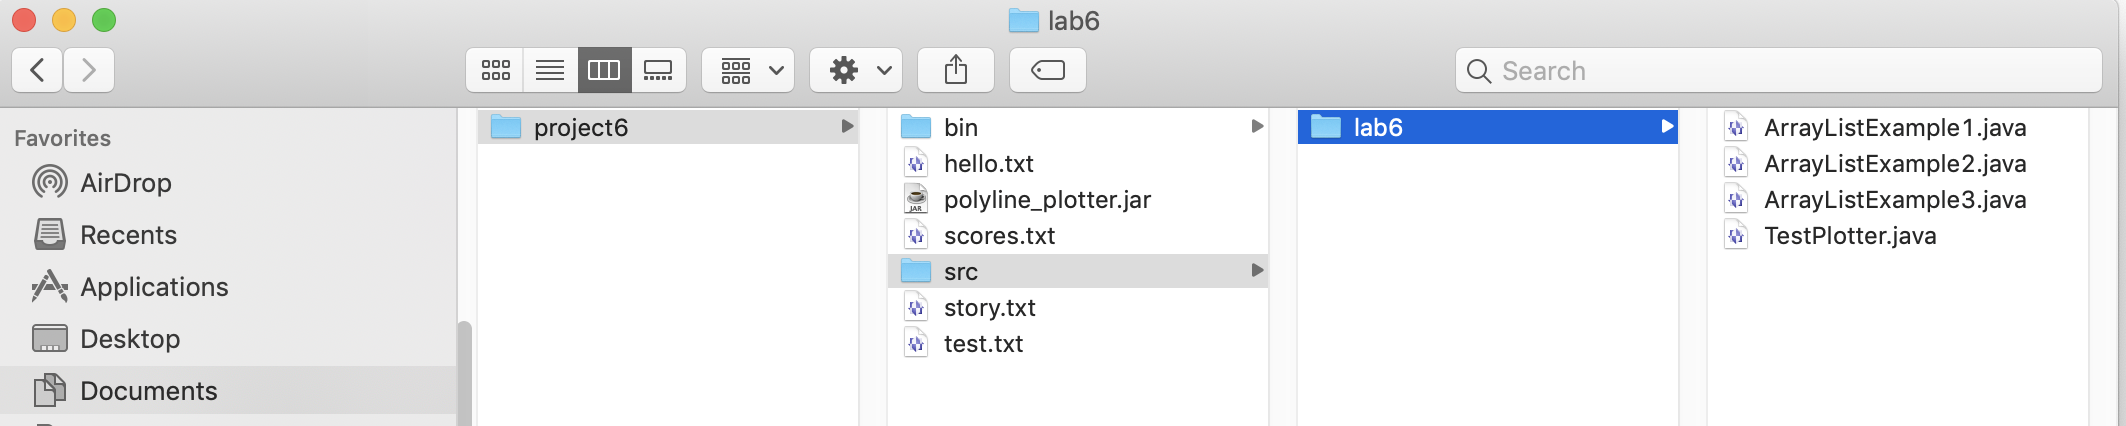 lab6
Search
Favorites
AirDrop
Recents
Applications
Desktop
Documents
project6
bin
hello.txt
JAR
polyline_plotter.jar
scores.txt
src
story.txt
test.txt
lab6
ArrayListExample1.java
ArrayListExample2.java
ArrayListExample3.java
TestPlotter.java